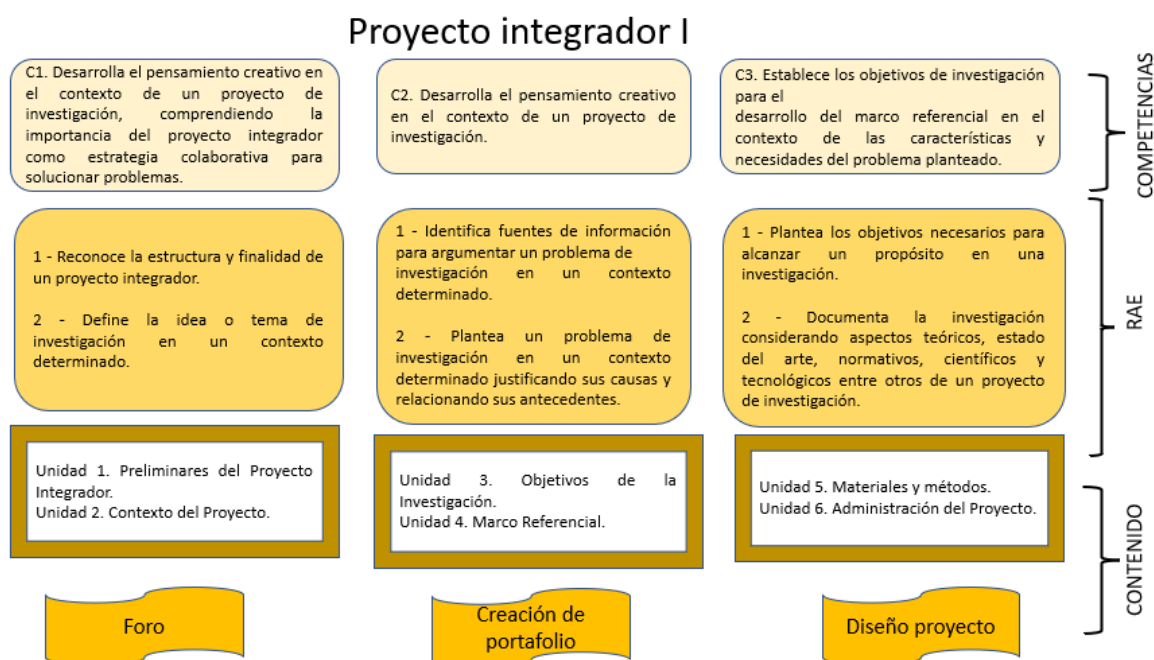 Proyecto integrador I
C1. Desarrolla el pensamiento creativo en
el contexto de un proyecto de
investigación, comprendiendo la
importancia del proyecto integrador
como estrategia colaborativa para
solucionar problemas.
C2. Desarrolla el pensamiento creativo
en el contexto de un proyecto de
investigación.
C3. Establece los objetivos de investigación
para el
desarrollo del marco referencial en el
contexto de las características y
necesidades del problema planteado.
COMPETENCIAS
1 - Reconoce la estructura y finalidad de
un proyecto integrador.
2 - Define la idea o tema de
investigación en un contexto
determinado.
1 - Identifica fuentes de información
para argumentar un problema de
investigación en un contexto
determinado.
2 - Plantea un problema de
investigación en un contexto
determinado justificando sus causas y
relacionando sus antecedentes.
1 - Plantea los objetivos necesarios para
alcanzar un propósito en una
investigación.
2 - Documenta la investigación
considerando aspectos teóricos, estado
del arte, normativos, científicos y
tecnológicos entre otros de un proyecto
de investigación.
RAE
Unidad 1. Preliminares del Proyecto
Integrador.
Unidad 2. Contexto del Proyecto.
Unidad 3. Objetivos de la
Investigación.
Unidad 4. Marco Referencial.
Unidad 5. Materiales y métodos.
Unidad 6. Administración del Proyecto.
CONTENIDO
Foro
Creación de
portafolio
Diseño proyecto